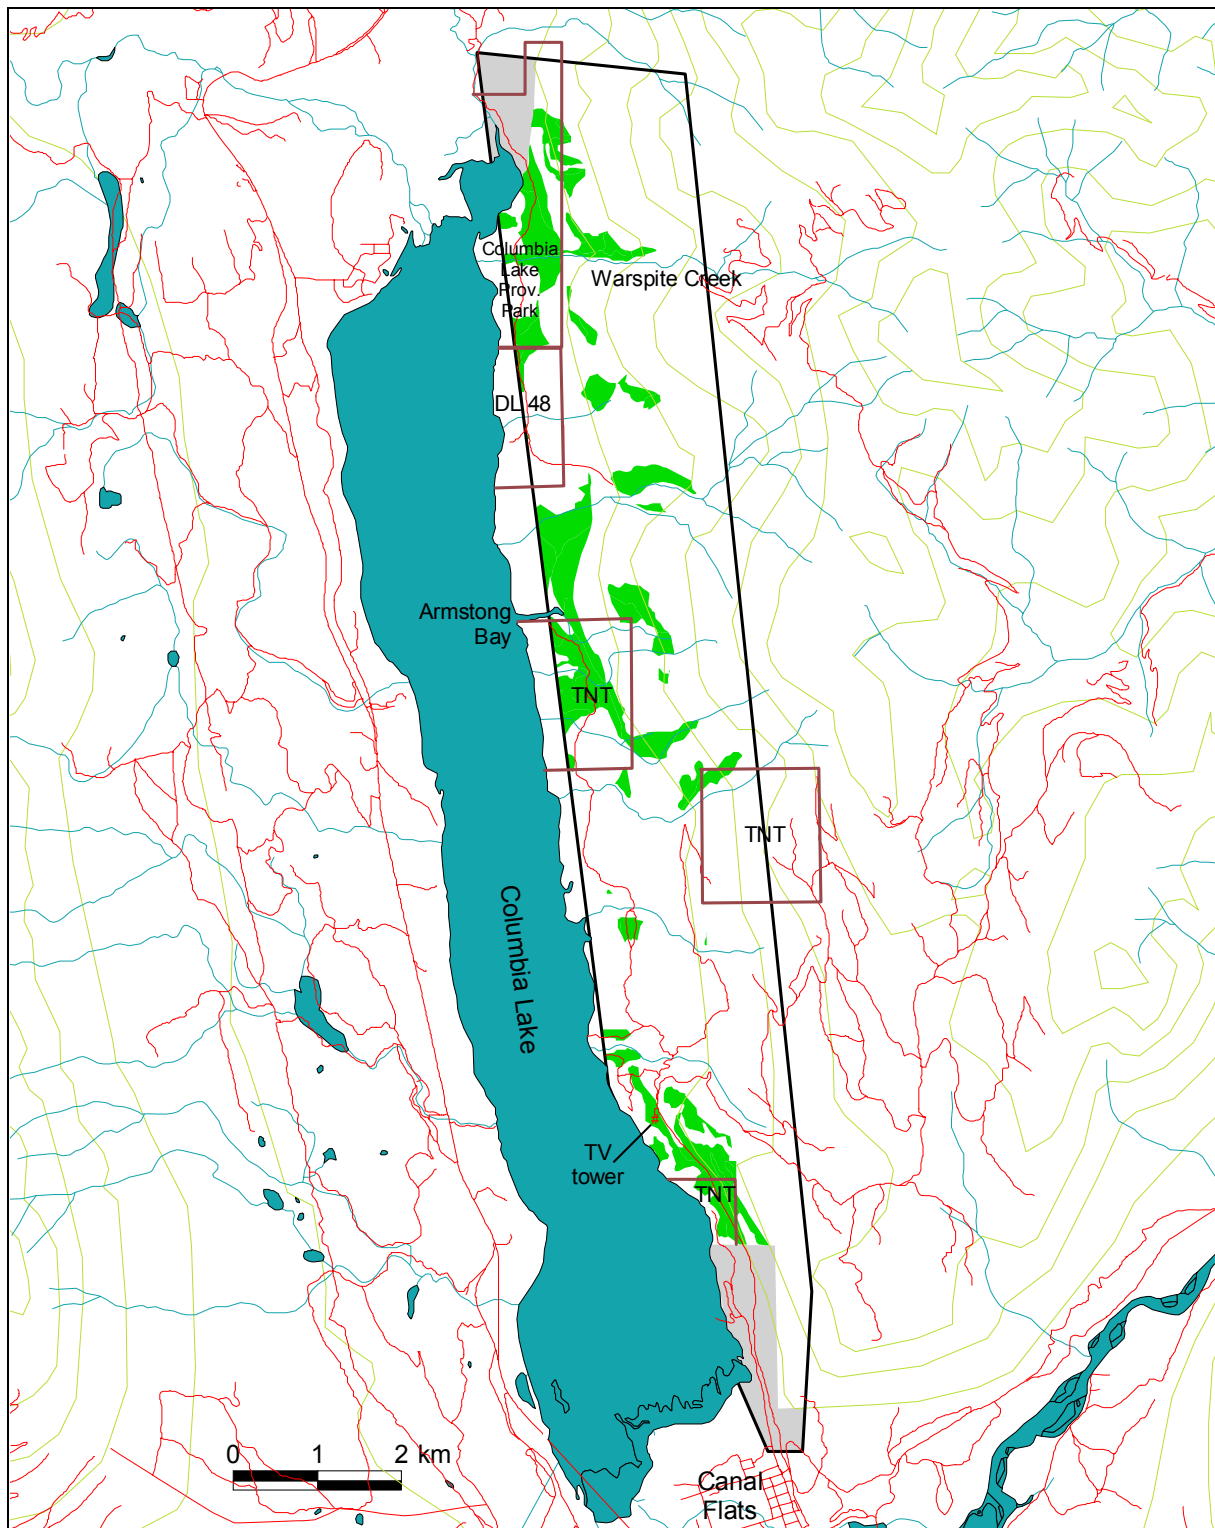 Columbia
Lake
Prov.
Park
Warspite Creek
DL 48
Armstong
Bay
TNT
TNT
Columbia Lake
TV
tower
TNT
0 1 2 km
Canal
Flats